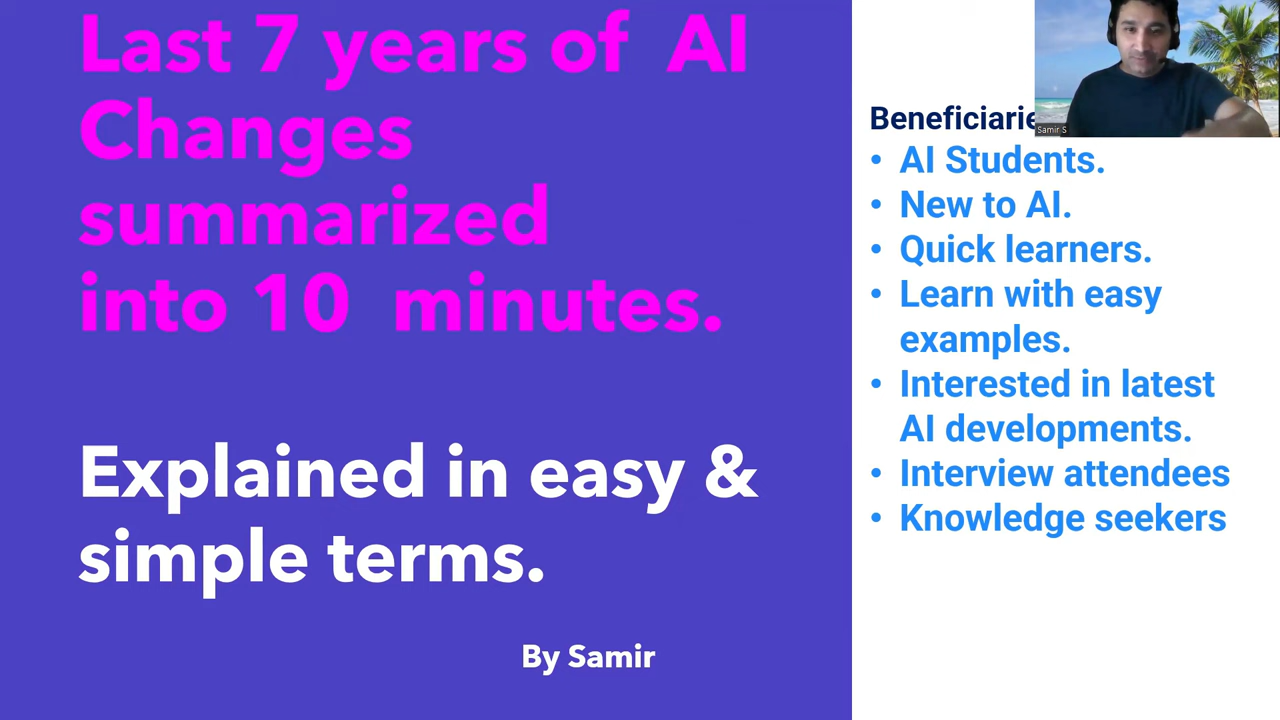 Last 7 years of AI
Changes
summarized
into 10 minutes.
Explained in easy &
simple terms.
By Samir
Samir S
• AI Students.
• New to AI.
• Quick learners.
• Learn with easy
examples.
• Interested in latest
AI developments.
• Interview attendees
• Knowledge seekers